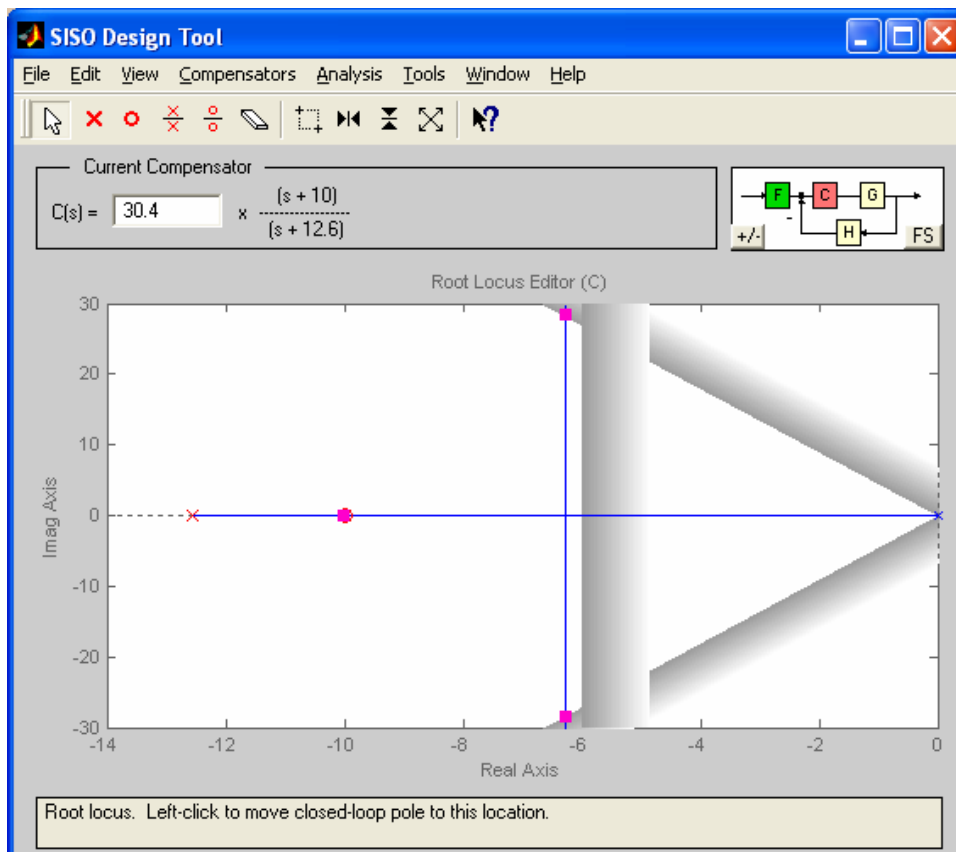 SISO Design Tool
File Edit View Compensators Analysis Tools Window Help
Current Compensator
C(s) = 30.4 x (s + 10)
(s + 12.6)
F C G
H
+/- FS
Root Locus Editor (C)
30
20
10
0
-10
-20
-30
Imag Axis
-14 -12 -10 -8 -6 -4 -2 0
Real Axis
Root locus. Left-click to move closed-loop pole to this location.